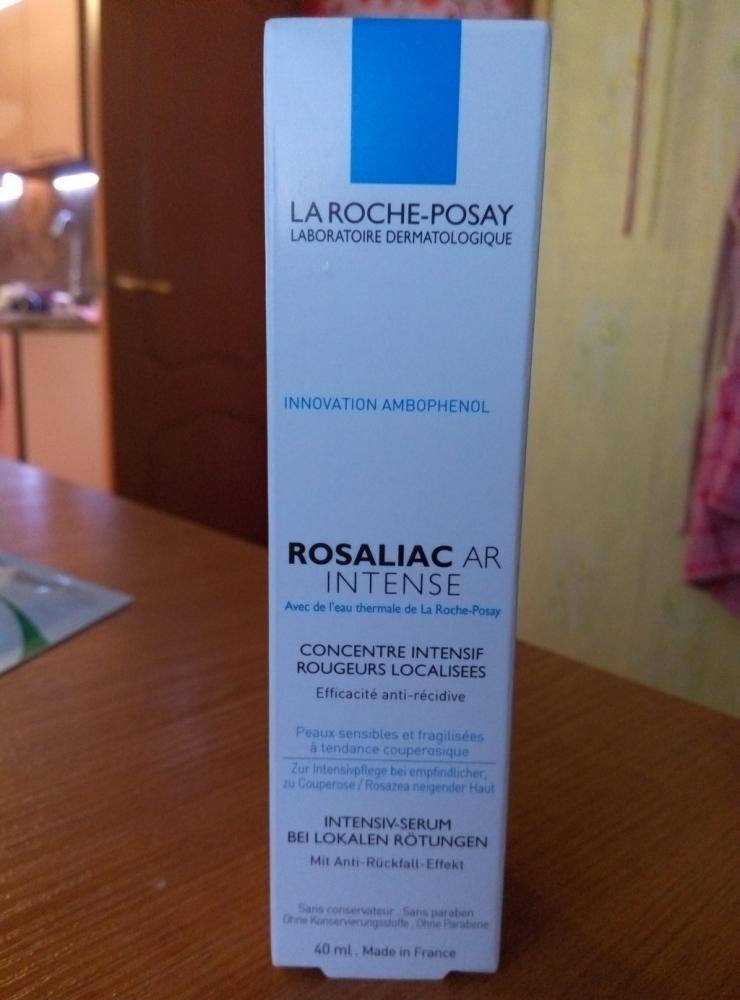 LA ROCHE-POSAY
LABORATOIRE DERMATOLOGIQUE
INNOVATION AMBOPHENOL
ROSALIAC AR
INTENSE
Avec de l'eau thermale de La Roche-Posay
CONCENTRE INTENSIF
ROUGEURS LOCALISEES
Efficacité anti-récidive
Peaux sensibles et fragilisées
à tendance couperosique
Zur Intensivpflege bei empfindlicher,
zu Couperose / Rosazea neigender Haut
INTENSIV-SERUM
BEI LOKALEN RÖTUNGEN
Mit Anti-Rückfall-Effekt
Sans conservateur . Sans paraben
Ohne Konservierungsstoffe . Ohne Parabene
40 ml . Made in France